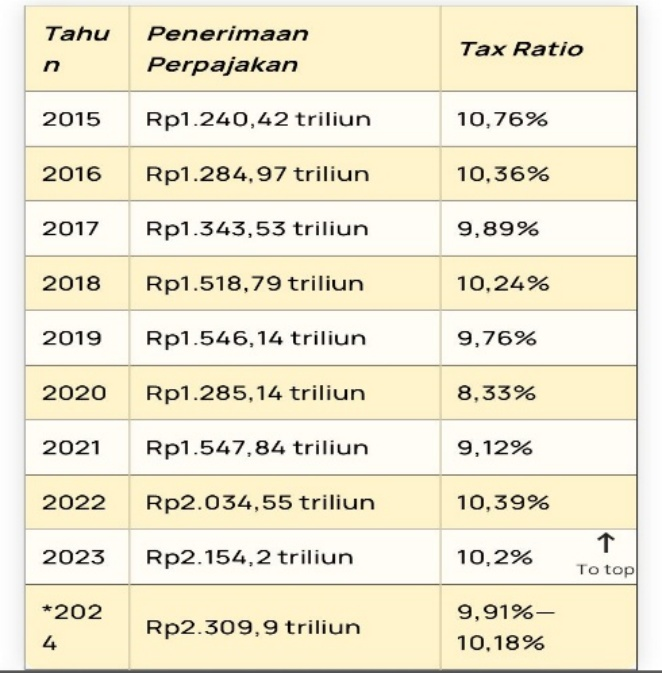 Tahu
n
Penerimaan
Perpajakan
Tax Ratio
2015 Rp1.240,42 triliun 10,76%
2016 Rp1.284,97 triliun 10,36%
2017 Rp1.343,53 triliun 9,89%
2018 Rp1.518,79 triliun 10,24%
2019 Rp1.546,14 triliun 9,76%
2020 Rp1.285,14 triliun 8,33%
2021 Rp1.547,84 triliun 9,12%
2022 Rp2.034,55 triliun 10,39%
2023 Rp2.154,2 triliun 10,2%
↑
To top
*202
4
Rp2.309,9 triliun
9,91%—
10,18%